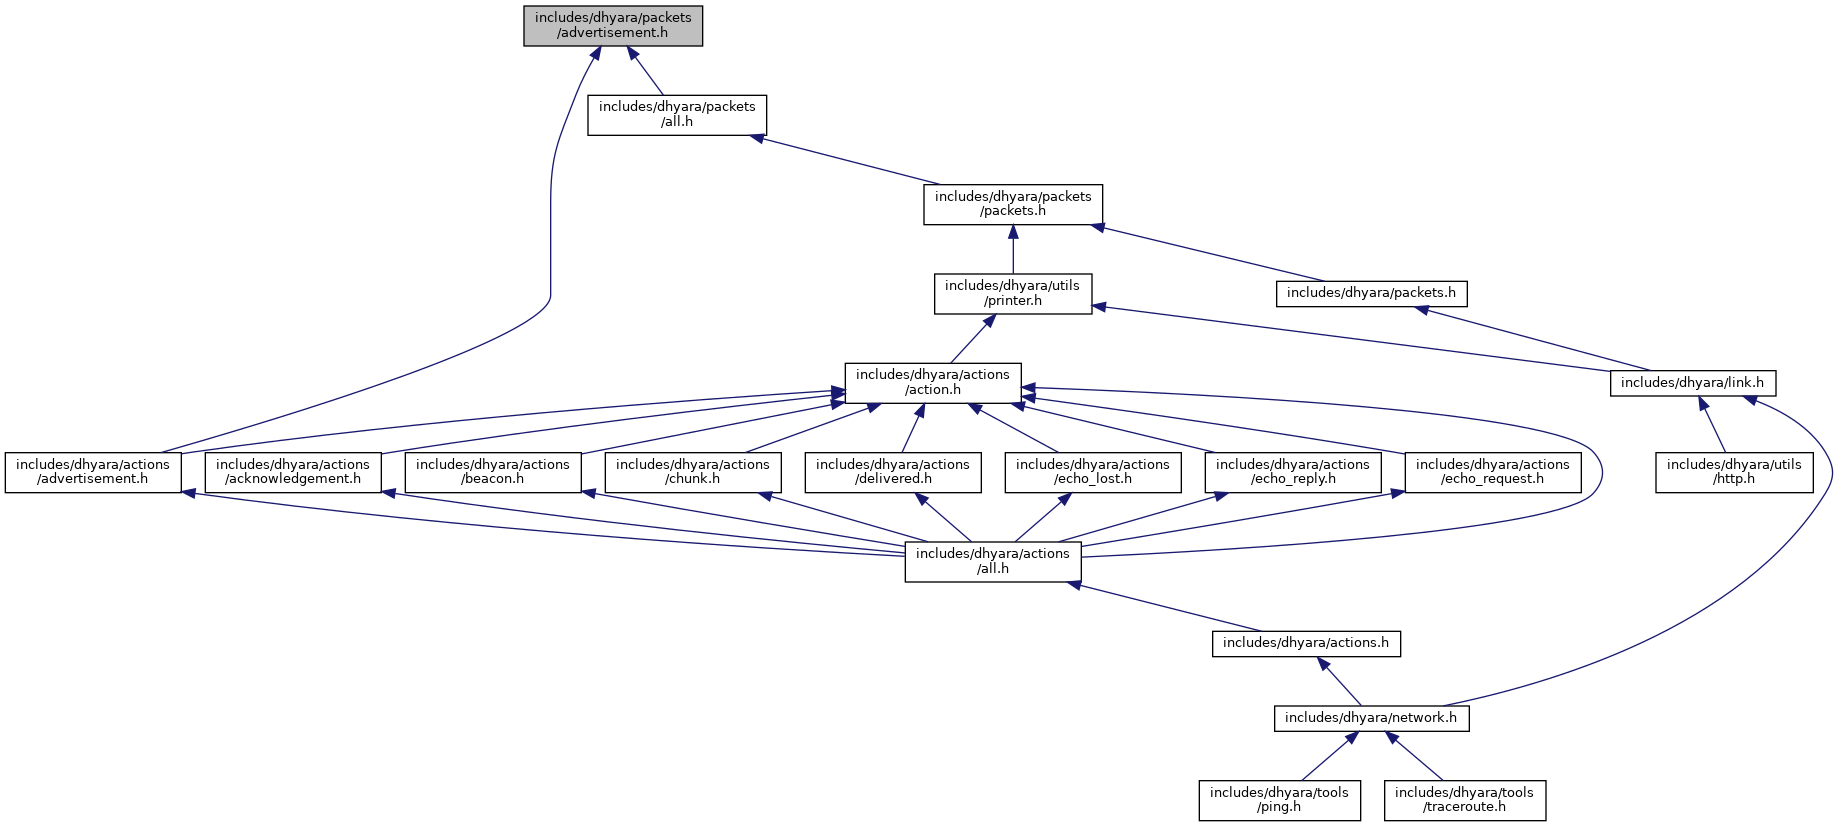 includes/dhyara/packets
/advertisement.h
includes/dhyara/packets
/all.h
includes/dhyara/packets
/packets.h
includes/dhyara/utils
/printer.h
includes/dhyara/packets.h
includes/dhyara/actions
/action.h
includes/dhyara/link.h
includes/dhyara/actions
/advertisement.h
includes/dhyara/actions
/acknowledgement.h
includes/dhyara/actions
/beacon.h
includes/dhyara/actions
/chunk.h
includes/dhyara/actions
/delivered.h
includes/dhyara/actions
/echo_lost.h
includes/dhyara/actions
/echo_reply.h
includes/dhyara/actions
/echo_request.h
includes/dhyara/utils
/http.h
includes/dhyara/actions
/all.h
includes/dhyara/actions.h
includes/dhyara/network.h
includes/dhyara/tools
/ping.h
includes/dhyara/tools
/traceroute.h